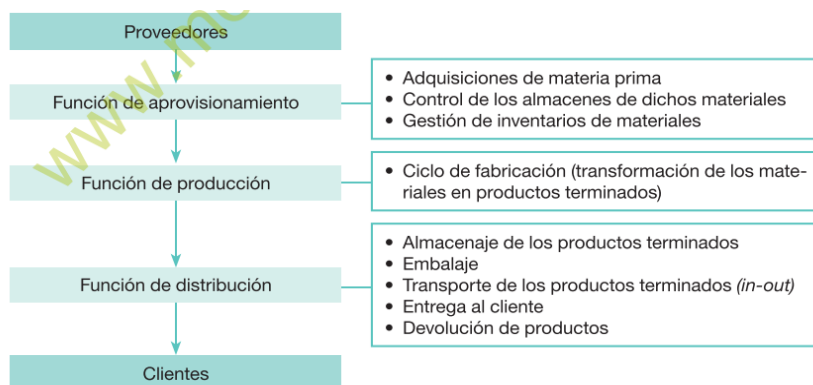 Proveedores
Función de aprovisionamiento
• Adquisiciones de materia prima
• Control de los almacenes de dichos materiales
• Gestión de inventarios de materiales
Función de producción
• Ciclo de fabricación (transformación de los mate-
riales en productos terminados)
Función de distribución
• Almacenaje de los productos terminados
• Embalaje
• Transporte de los productos terminados (in-out)
• Entrega al cliente
• Devolución de productos
Clientes